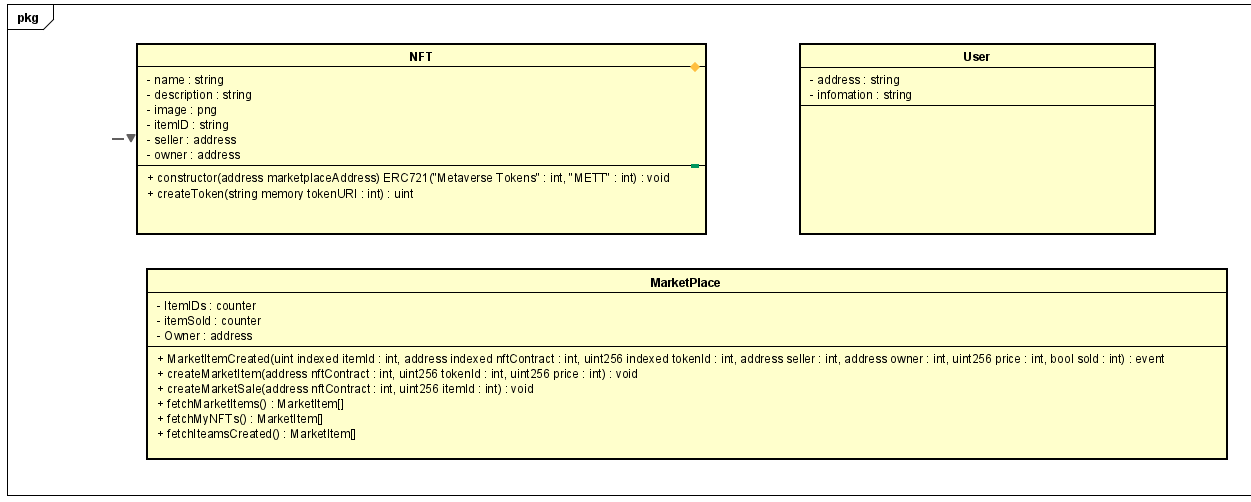 pkg
NFT
- name : string
- description : string
- image : png
- itemID : string
- seller : address
- owner : address
+ constructor(address marketplaceAddress) ERC721("Metaverse Tokens" : int, "METT" : int) : void
+ createToken(string memory tokenURI : int) : uint
User
- address : string
- infomation : string
MarketPlace
- ItemIDs : counter
- itemSold : counter
- Owner : address
+ MarketItemCreated(uint indexed itemId : int, address indexed nftContract : int, uint256 indexed tokenId : int, address seller : int, address owner : int, uint256 price : int, bool sold : int) : event
+ createMarketItem(address nftContract : int, uint256 tokenId : int, uint256 price : int) : void
+ createMarketSale(address nftContract : int, uint256 itemId : int) : void
+ fetchMarketItems() : MarketItem[]
+ fetchMyNFTs() : MarketItem[]
+ fetchIteamsCreated() : MarketItem[]